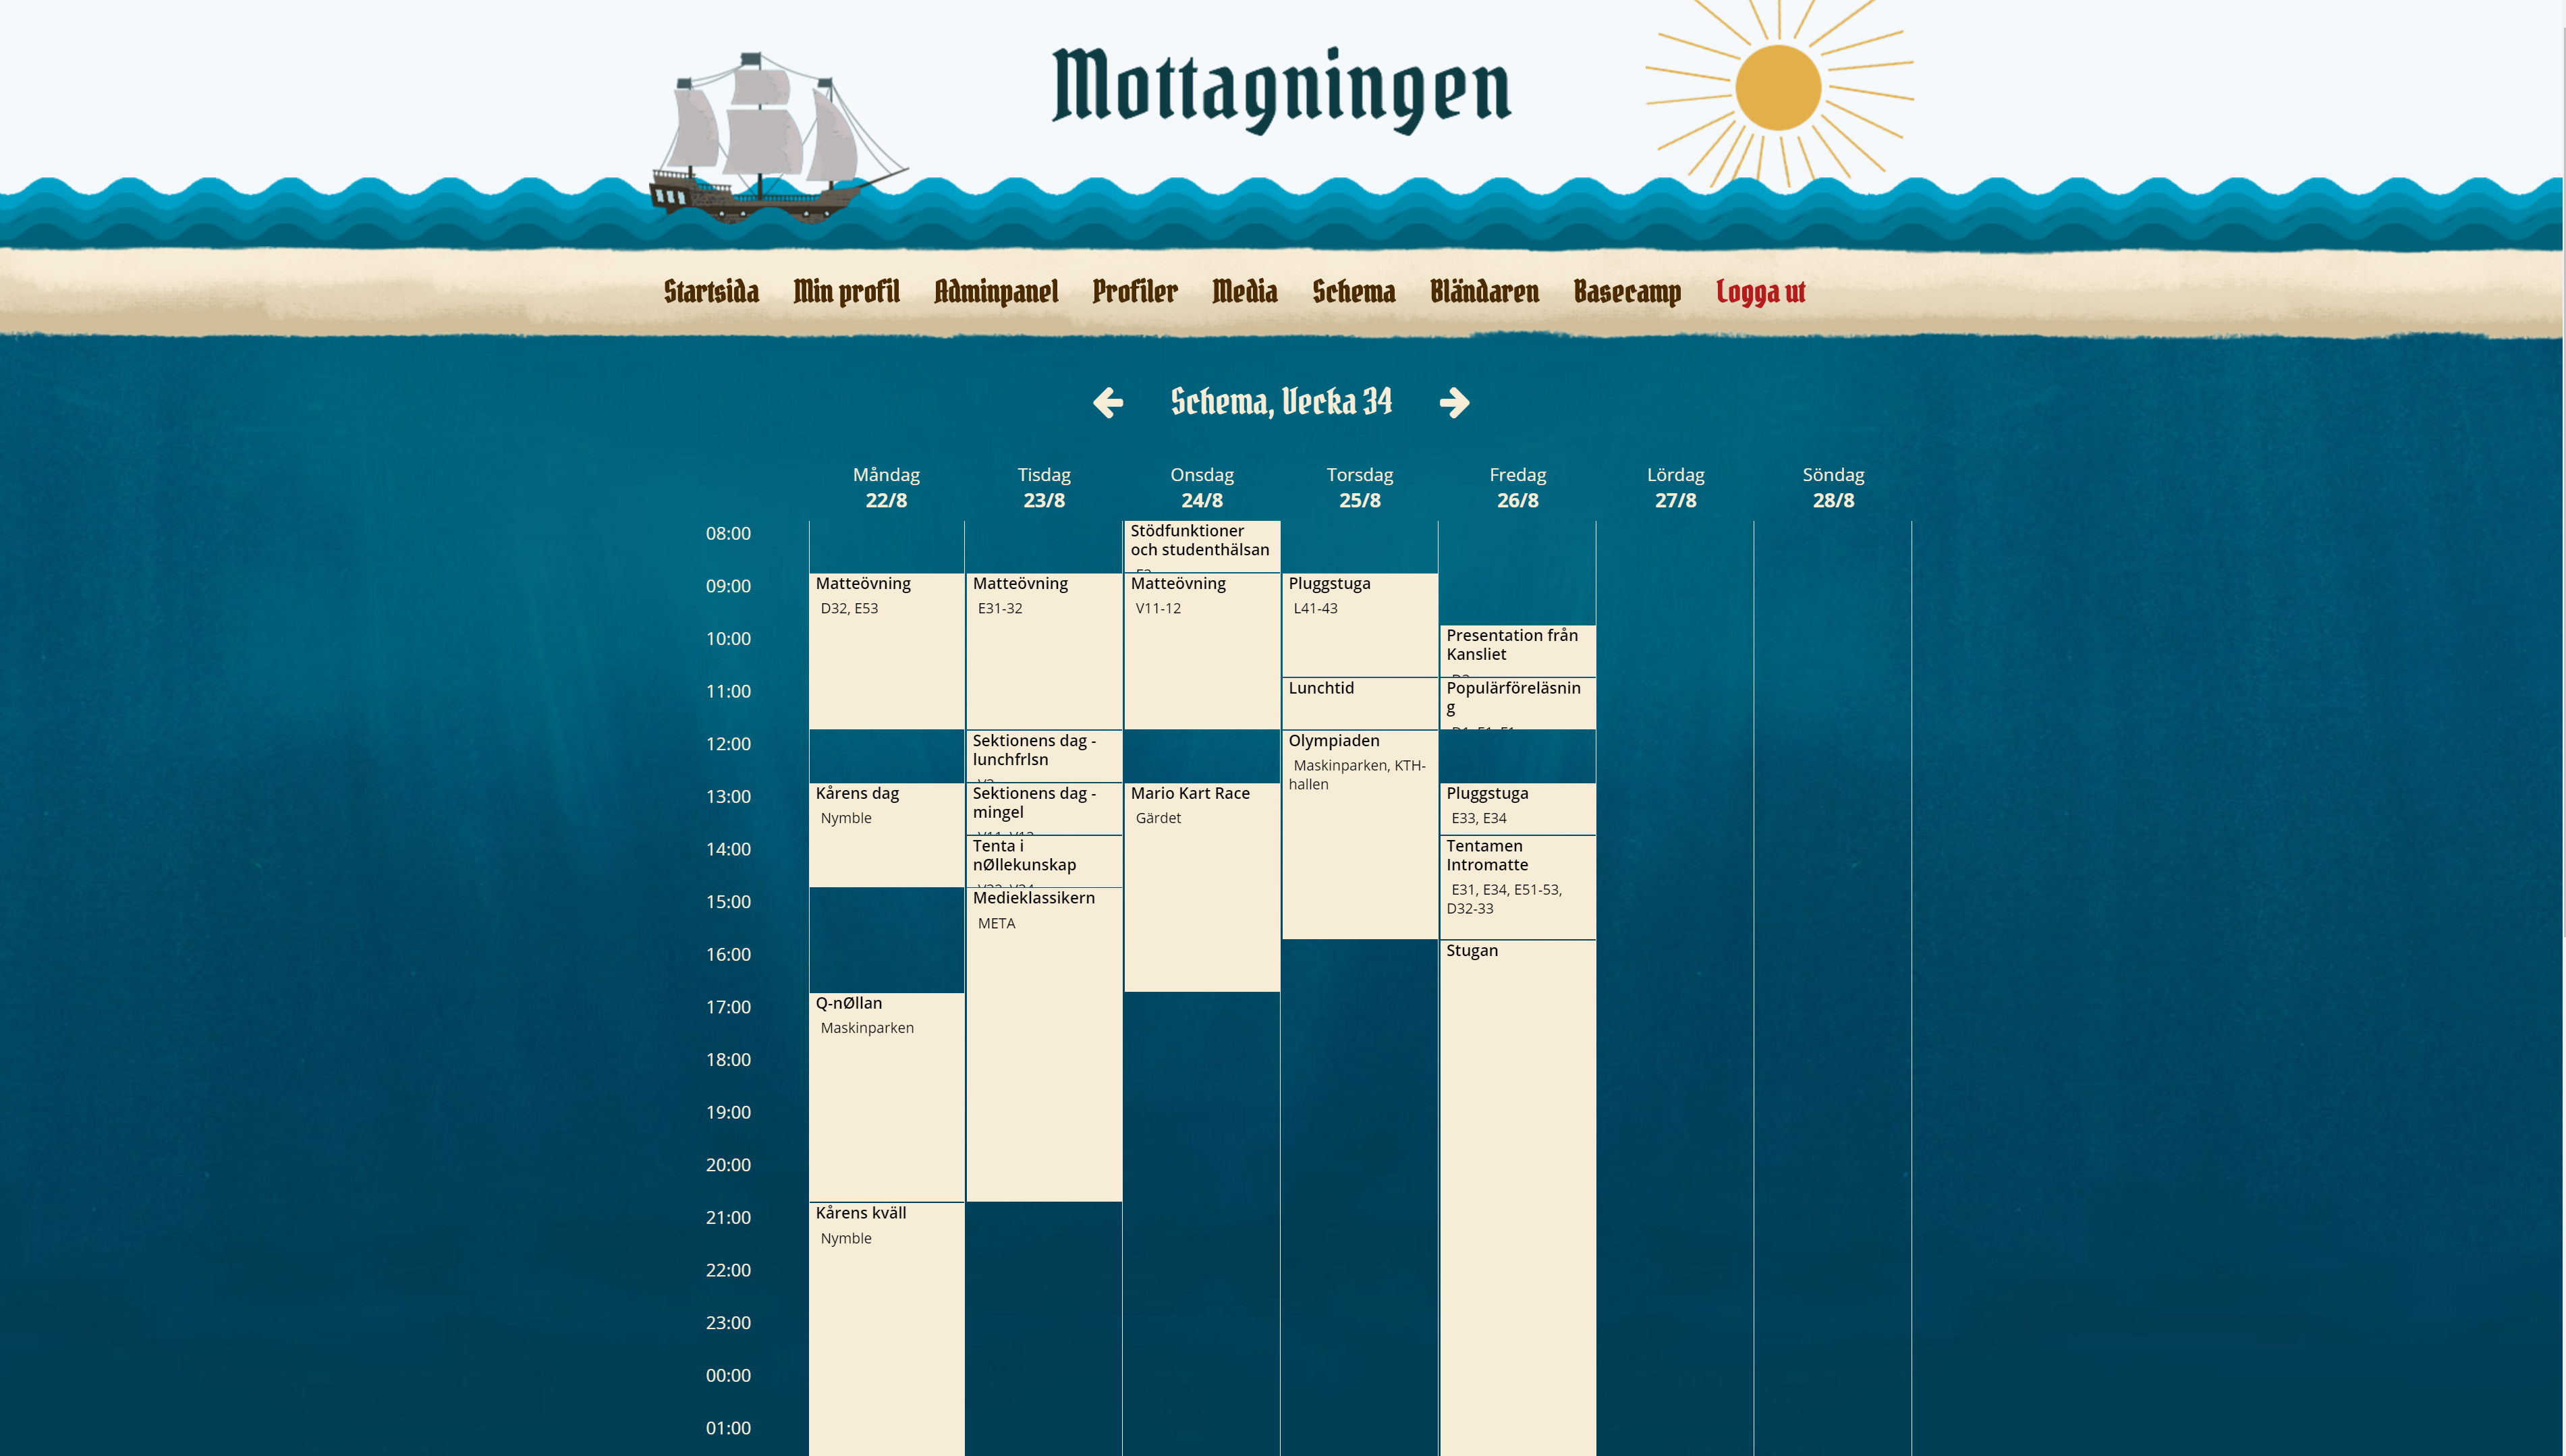 Mottagningen
Startsida Min profil Adminpanel Profiler Media Schema Bländaren Basecamp Logga ut
Schema, Vecka 34
Måndag Tisdag Onsdag Torsdag Fredag Lördag Söndag
22/8 23/8 24/8 25/8 26/8 27/8 28/8
08:00
09:00
10:00
11:00
12:00
13:00
14:00
15:00
16:00
17:00
18:00
19:00
20:00
21:00
22:00
23:00
00:00
01:00
Matteövning
D32, E53
Kårens dag
Nymble
Q-nØllan
Maskinparken
Kårens kväll
Nymble
Matteövning
E31-32
Sektionens dag -
lunchfrlsn
Sektionens dag -
mingel
Tenta i
nØllekunskap
Medieklassikern
META
Stödfunktioner
och studenthälsan
Matteövning
V11-12
Mario Kart Race
Gärdet
Pluggstuga
L41-43
Lunchtid
Olympiaden
Maskinparken, KTH-
hallen
Presentation från
Kansliet
Populärföreläsnin
g
Pluggstuga
E33, E34
Tentamen
Intromatte
E31, E34, E51-53,
D32-33
Stugan